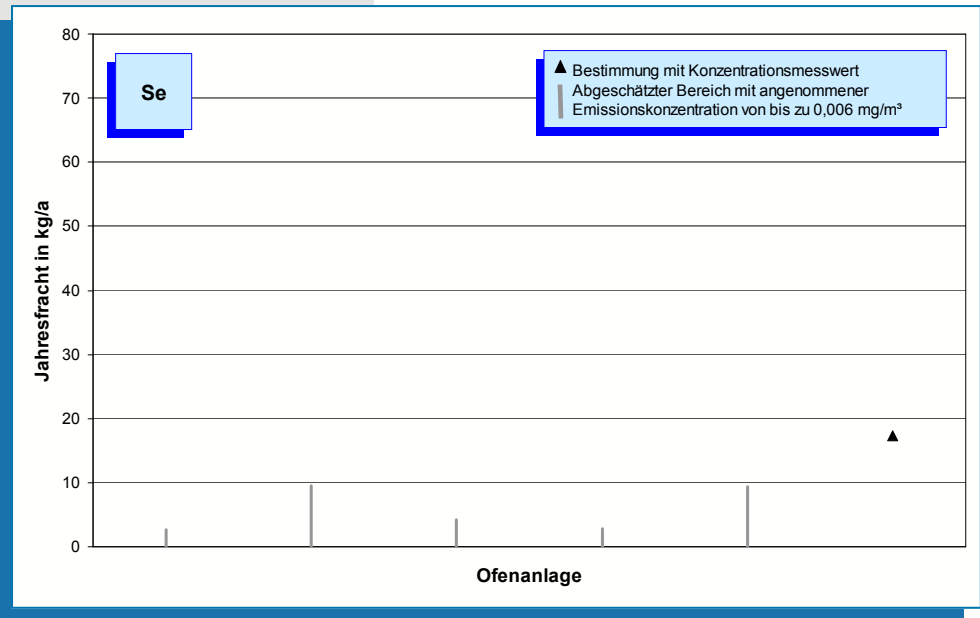 Se
Bestimmung mit Konzentrationsmesswert
Abgeschätzter Bereich mit angenommener
Emissionskonzentration von bis zu 0,006 mg/m³
Jahresfracht in kg/a
80
70
60
50
40
30
20
10
0
Ofenanlage